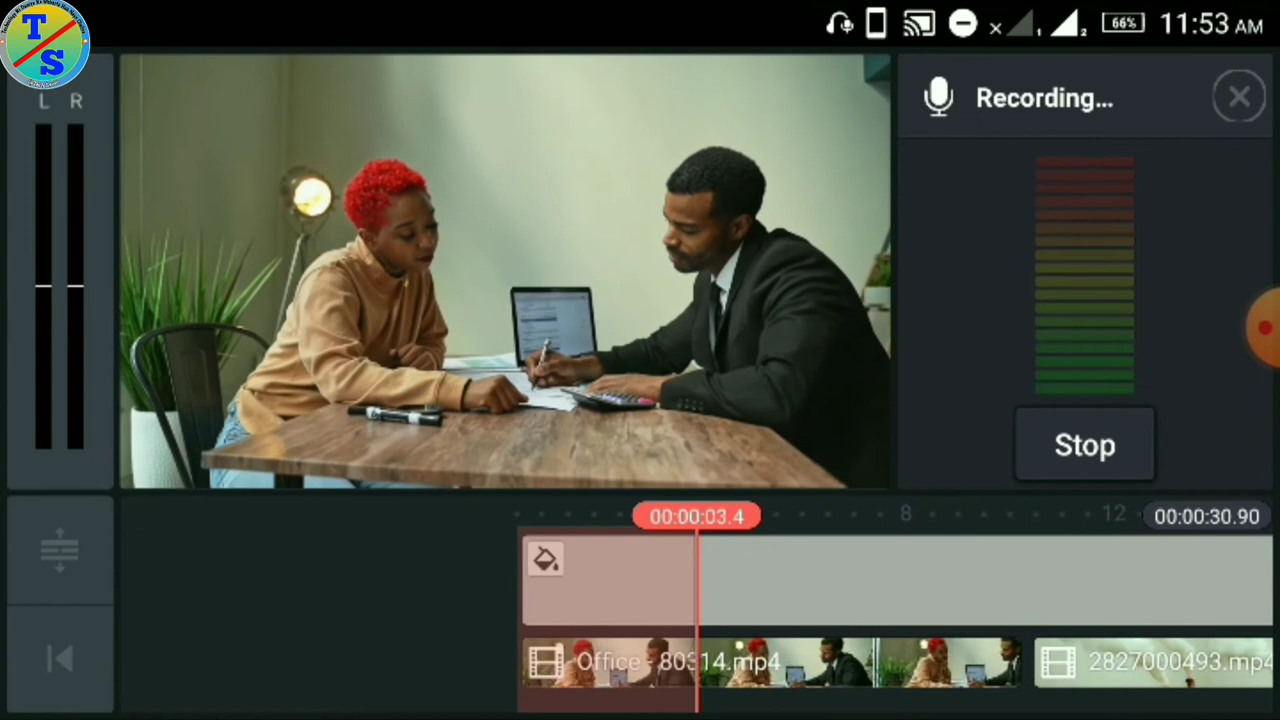 T
S
66%
11:53 AM
L R
Recording...
Stop
00:00:03.4
8
12
00:00:30.90
Office - 80314.mp4
2827000493.mp4